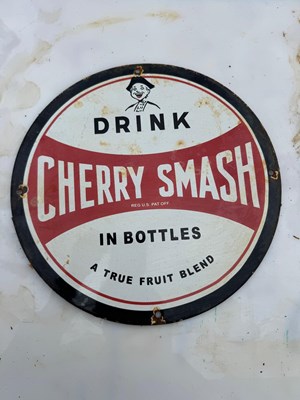 DRINK
CHERRY SMASH
REG. U.S. PAT. OFF.
IN BOTTLES
A TRUE FRUIT BLEND